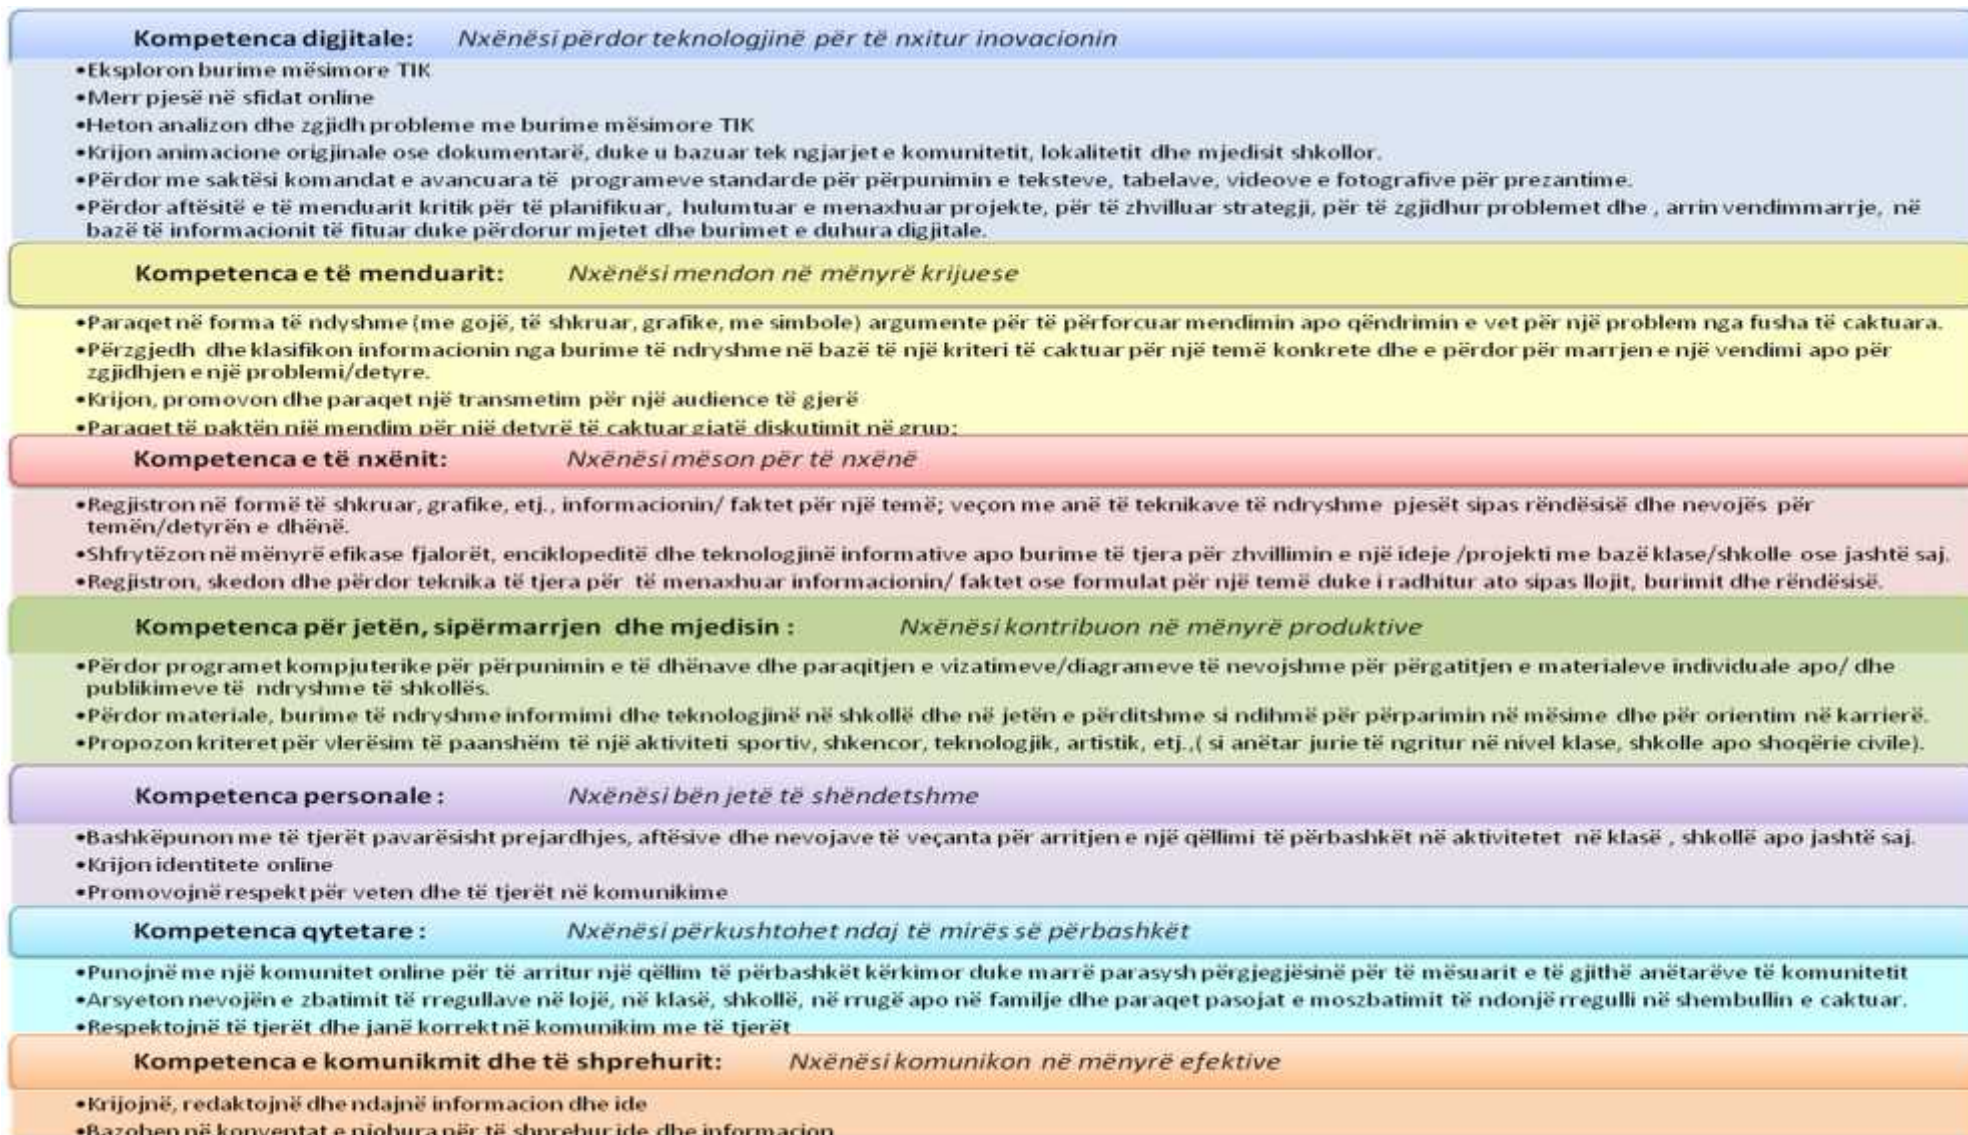 Kompetenca digjitale: Nxënësi përdor teknologjinë për të nxitur inovacionin
•Eksploron burime mësimore TIK
•Merr pjesë në sfidat online
•Heton analizon dhe zgjidh probleme me burime mësimore TIK
•Krijon animacione origjinale ose dokumentarë, duke u bazuar tek ngjarjet e komunitetit, lokalitetit dhe mjedisit shkollor.
•Përdor me saktësi komandat e avancuara të programeve standarde për përpunimin e teksteve, tabelave, videove e fotografive për prezantime.
•Përdor aftësitë e të menduarit kritik për të planifikuar, hulumtuar e menaxhuar projekte, për të zhvilluar strategji, për të zgjidhur problemet dhe , arrin vendimmarrje, në
bazë të informacionit të fituar duke përdorur mjetet dhe burimet e duhura digjitale.
Kompetenca e të menduarit: Nxënësi mendon në mënyrë krijuese
•Paraqet në forma të ndyshme (me gojë, të shkruar, grafike, me simbole) argumente për të përforcuar mendimin apo qëndrimin e vet për një problem nga fusha të caktuara.
•Përzgjedh dhe klasifikon informacionin nga burime të ndryshme në bazë të një kriteri të caktuar për një temë konkrete dhe e përdor për marrjen e një vendimi apo për
zgjidhjen e një problemi/detyre.
•Krijon, promovon dhe paraqet një transmetim për një audience të gjerë
•Paraqet të paktën një mendim për një detyrë të caktuar gjatë diskutimit në grup;
Kompetenca e të nxënit: Nxënësi mëson për të nxënë
•Regjistron në formë të shkruar, grafike, etj., informacionin/ faktet për një temë; veçon me anë të teknikave të ndryshme pjesët sipas rëndësisë dhe nevojës për
temën/detyrën e dhënë.
•Shfrytëzon në mënyrë efikase fjalorët, enciklopeditë dhe teknologjinë informative apo burime të tjera për zhvillimin e një ideje /projekti me bazë klase/shkolle ose jashtë saj.
•Regjistron, skedon dhe përdor teknika të tjera për të menaxhuar informacionin/ faktet ose formulat për një temë duke i radhitur ato sipas llojit, burimit dhe rëndësisë.
Kompetenca për jetën, sipërmarrjen dhe mjedisin : Nxënësi kontribuon në mënyrë produktive
•Përdor programet kompjuterike për përpunimin e të dhënave dhe paraqitjen e vizatimeve/diagrameve të nevojshme për përgatitjen e materialeve individuale apo/ dhe
publikimeve të ndryshme të shkollës.
•Përdor materiale, burime të ndryshme informimi dhe teknologjinë në shkollë dhe në jetën e përditshme si ndihmë për përparimin në mësime dhe për orientim në karrierë.
•Propozon kriteret për vlerësim të paanshëm të një aktiviteti sportiv, shkencor, teknologjik, artistik, etj.,( si anëtar jurie të ngritur në nivel klase, shkolle apo shoqërie civile).
Kompetenca personale : Nxënësi bën jetë të shëndetshme
•Bashkëpunon me të tjerët pavarësisht prejardhjes, aftësive dhe nevojave të veçanta për arritjen e një qëllimi të përbashkët në aktivitetet në klasë , shkollë apo jashtë saj.
•Krijon identitete online
•Promovojnë respekt për veten dhe të tjerët në komunikime
Kompetenca qytetare : Nxënësi përkushtohet ndaj të mirës së përbashkët
•Punojnë me një komunitet online për të arritur një qëllim të përbashkët kërkimor duke marrë parasysh përgjegjësinë për të mësuarit e të gjithë anëtarëve të komunitetit
•Arsyeton nevojën e zbatimit të rregullave në lojë, në klasë, shkollë, në rrugë apo në familje dhe paraqet pasojat e moszbatimit të ndonjë rregulli në shembullin e caktuar.
•Respektojnë të tjerët dhe janë korrekt në komunikim me të tjerët
Kompetenca e komunikmit dhe të shprehurit: Nxënësi komunikon në mënyrë efektive
•Krijojnë, redaktojnë dhe ndajnë informacion dhe ide
•Bazohen në konventat e njohura për të shprehur ide dhe informacion